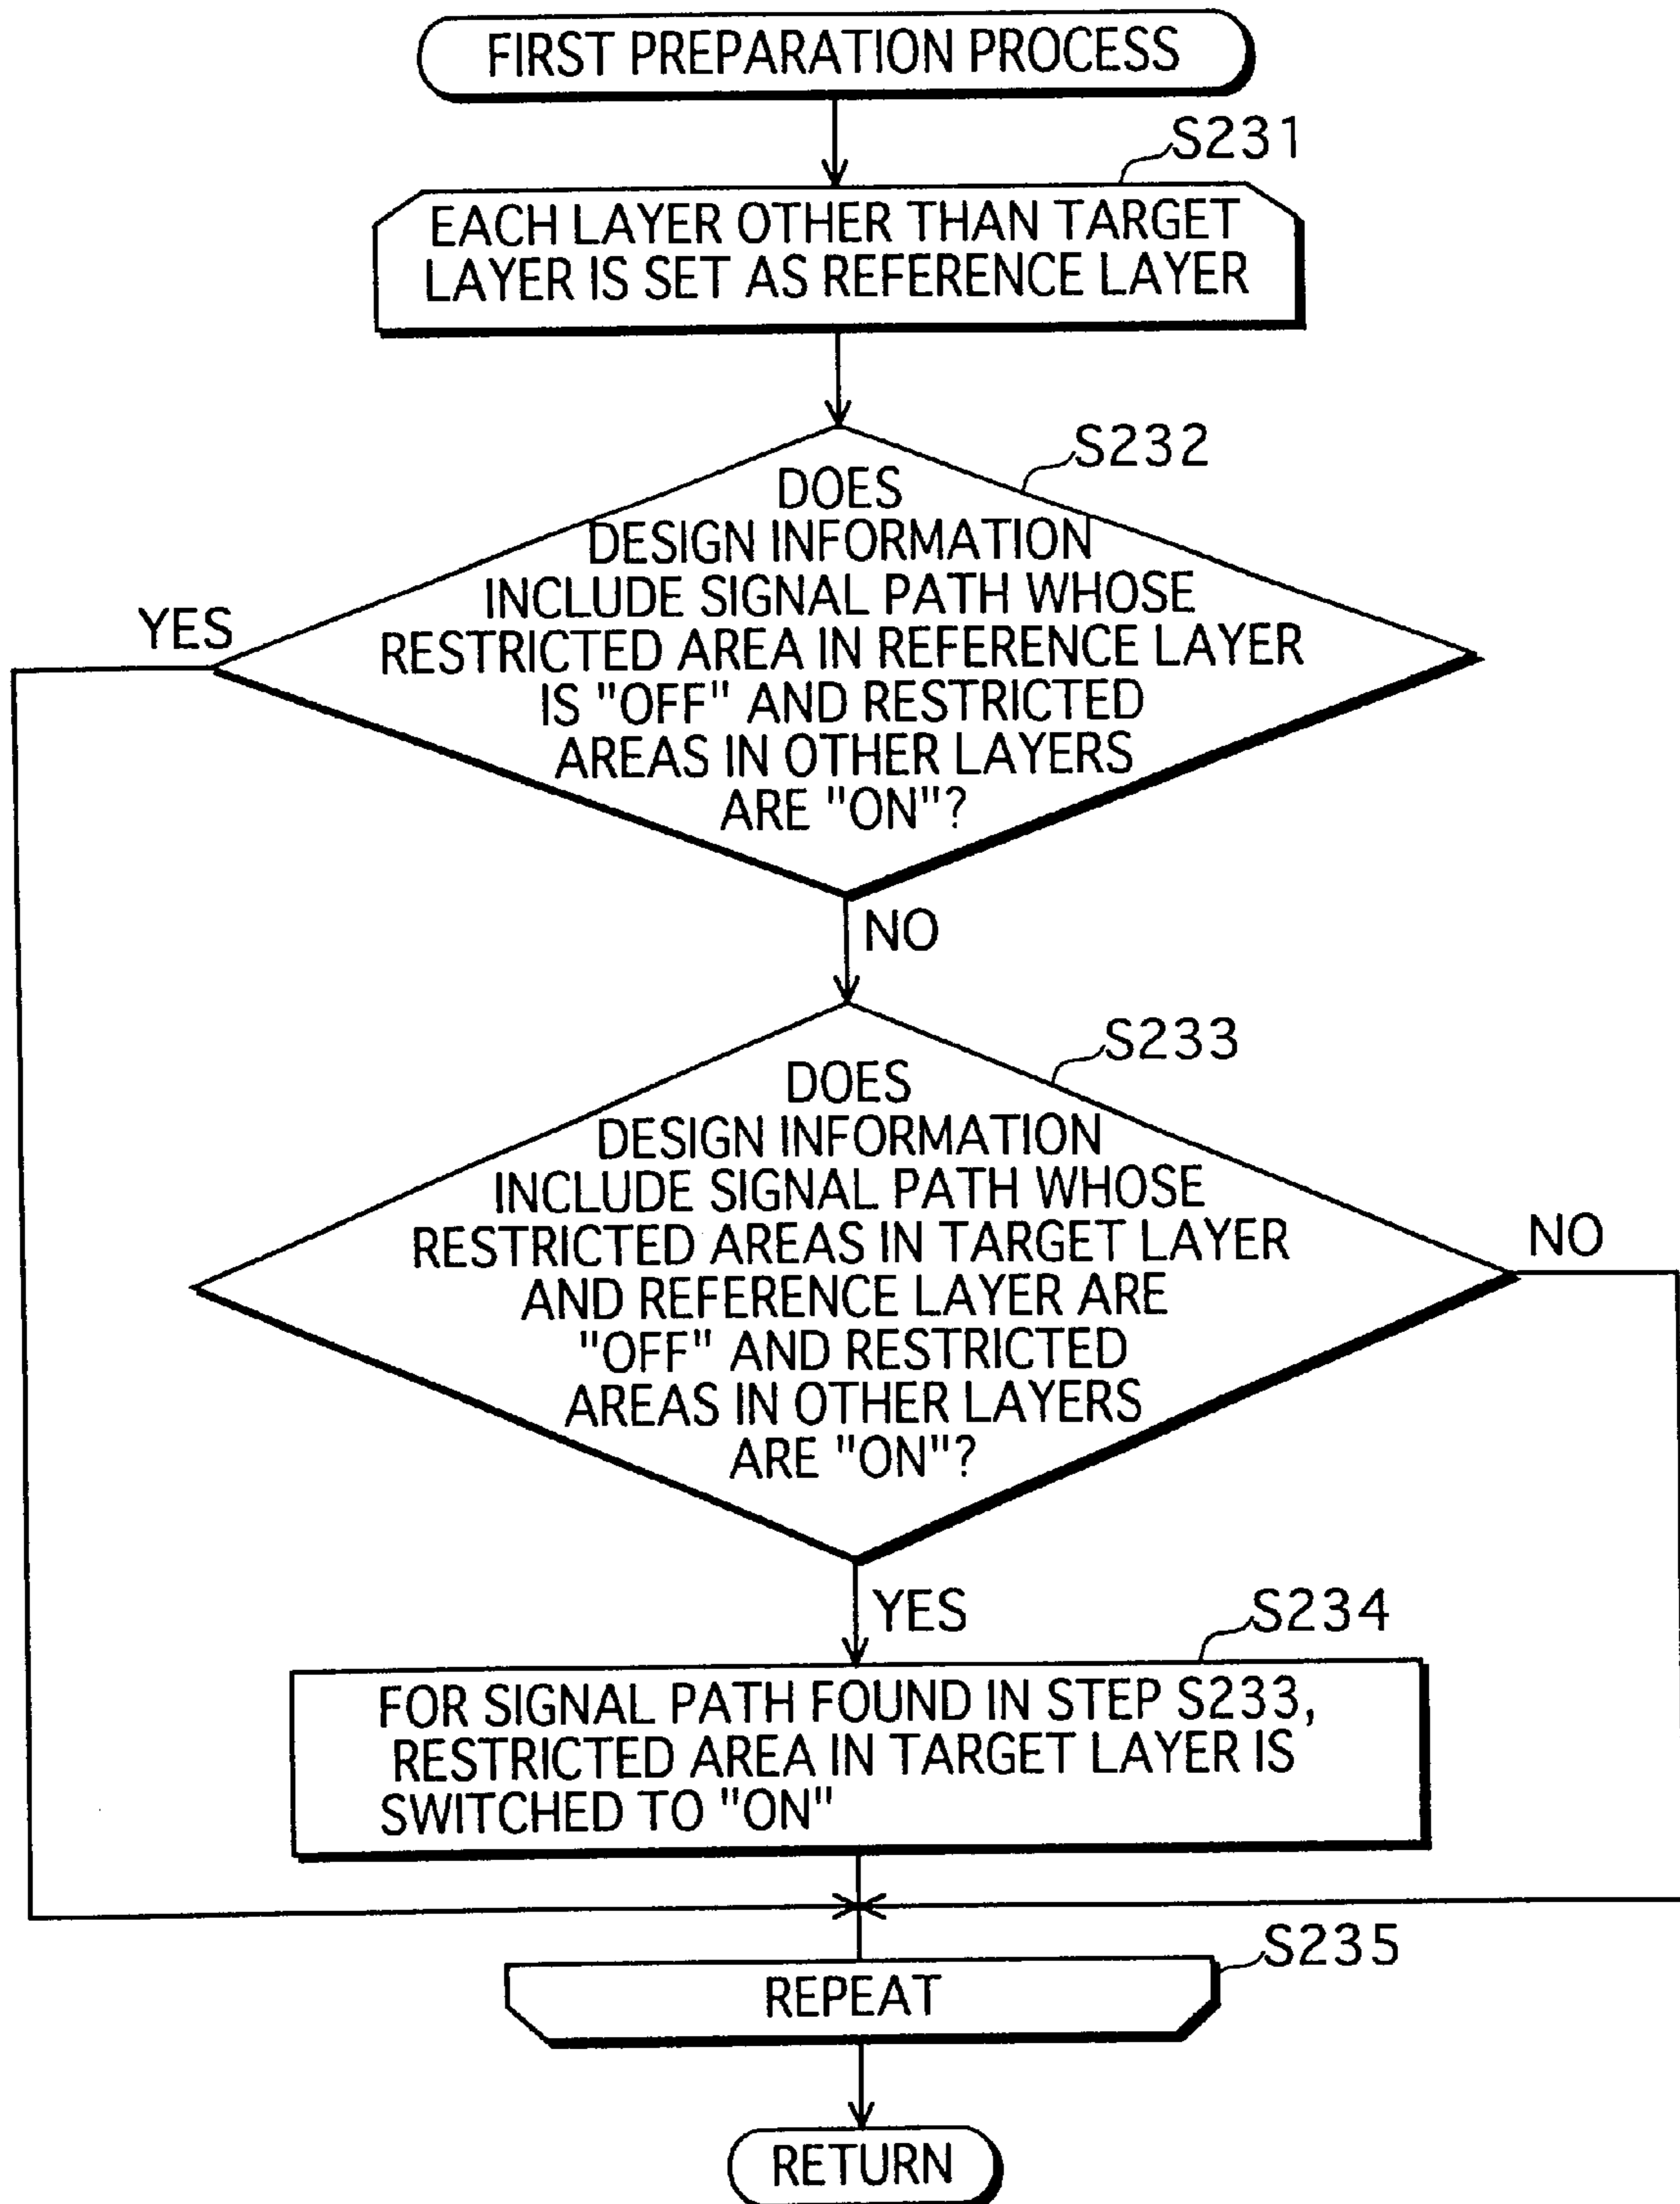 FIRST PREPARATION PROCESS
S231
EACH LAYER OTHER THAN TARGET
LAYER IS SET AS REFERENCE LAYER
S232
DOES
DESIGN INFORMATION
INCLUDE SIGNAL PATH WHOSE
RESTRICTED AREA IN REFERENCE LAYER
IS "OFF" AND RESTRICTED
AREAS IN OTHER LAYERS
ARE "ON"?
YES
NO
S233
DOES
DESIGN INFORMATION
INCLUDE SIGNAL PATH WHOSE
RESTRICTED AREAS IN TARGET LAYER
AND REFERENCE LAYER ARE
"OFF" AND RESTRICTED
AREAS IN OTHER LAYERS
ARE "ON"?
NO
YES
S234
FOR SIGNAL PATH FOUND IN STEP S233,
RESTRICTED AREA IN TARGET LAYER IS
SWITCHED TO "ON"
S235
REPEAT
RETURN